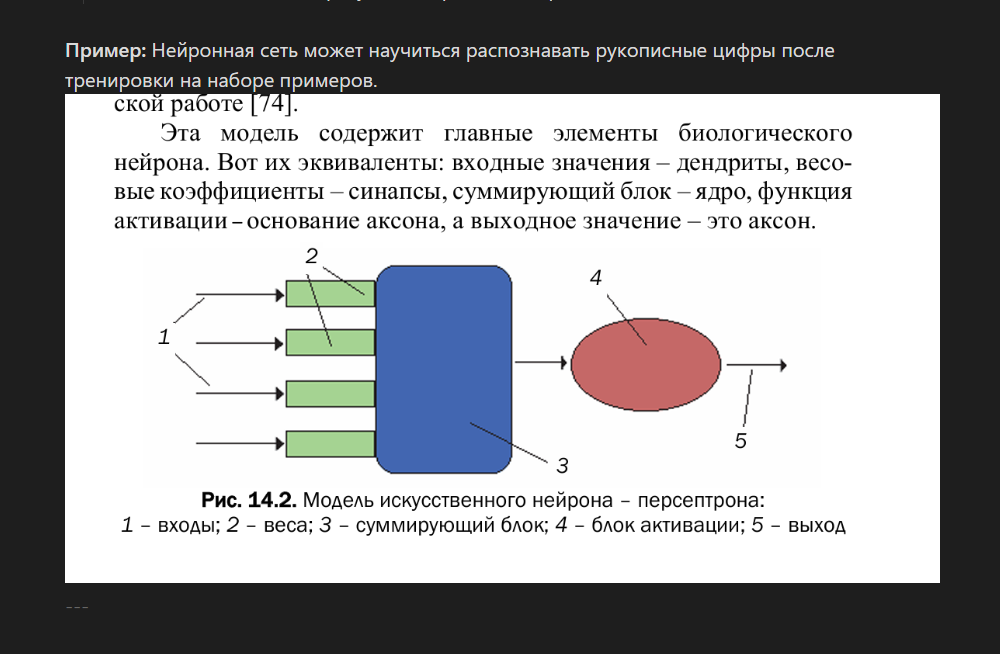 Пример: Нейронная сеть может научиться распознавать рукописные цифры после
тренировки на наборе примеров.
ской работе [74].
Эта модель содержит главные элементы биологического
нейрона. Вот их эквиваленты: входные значения – дендриты, весо-
вые коэффициенты – синапсы, суммирующий блок – ядро, функция
активации – основание аксона, а выходное значение – это аксон.
2
4
1
5
3
Рис. 14.2. Модель искусственного нейрона – персептрона:
1 – входы; 2 – веса; 3 – суммирующий блок; 4 – блок активации; 5 – выход
---